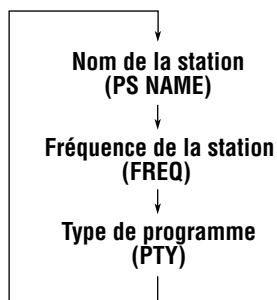 Nom de la station
(PS NAME)
Fréquence de la station
(FREQ)
Type de programme
(PTY)